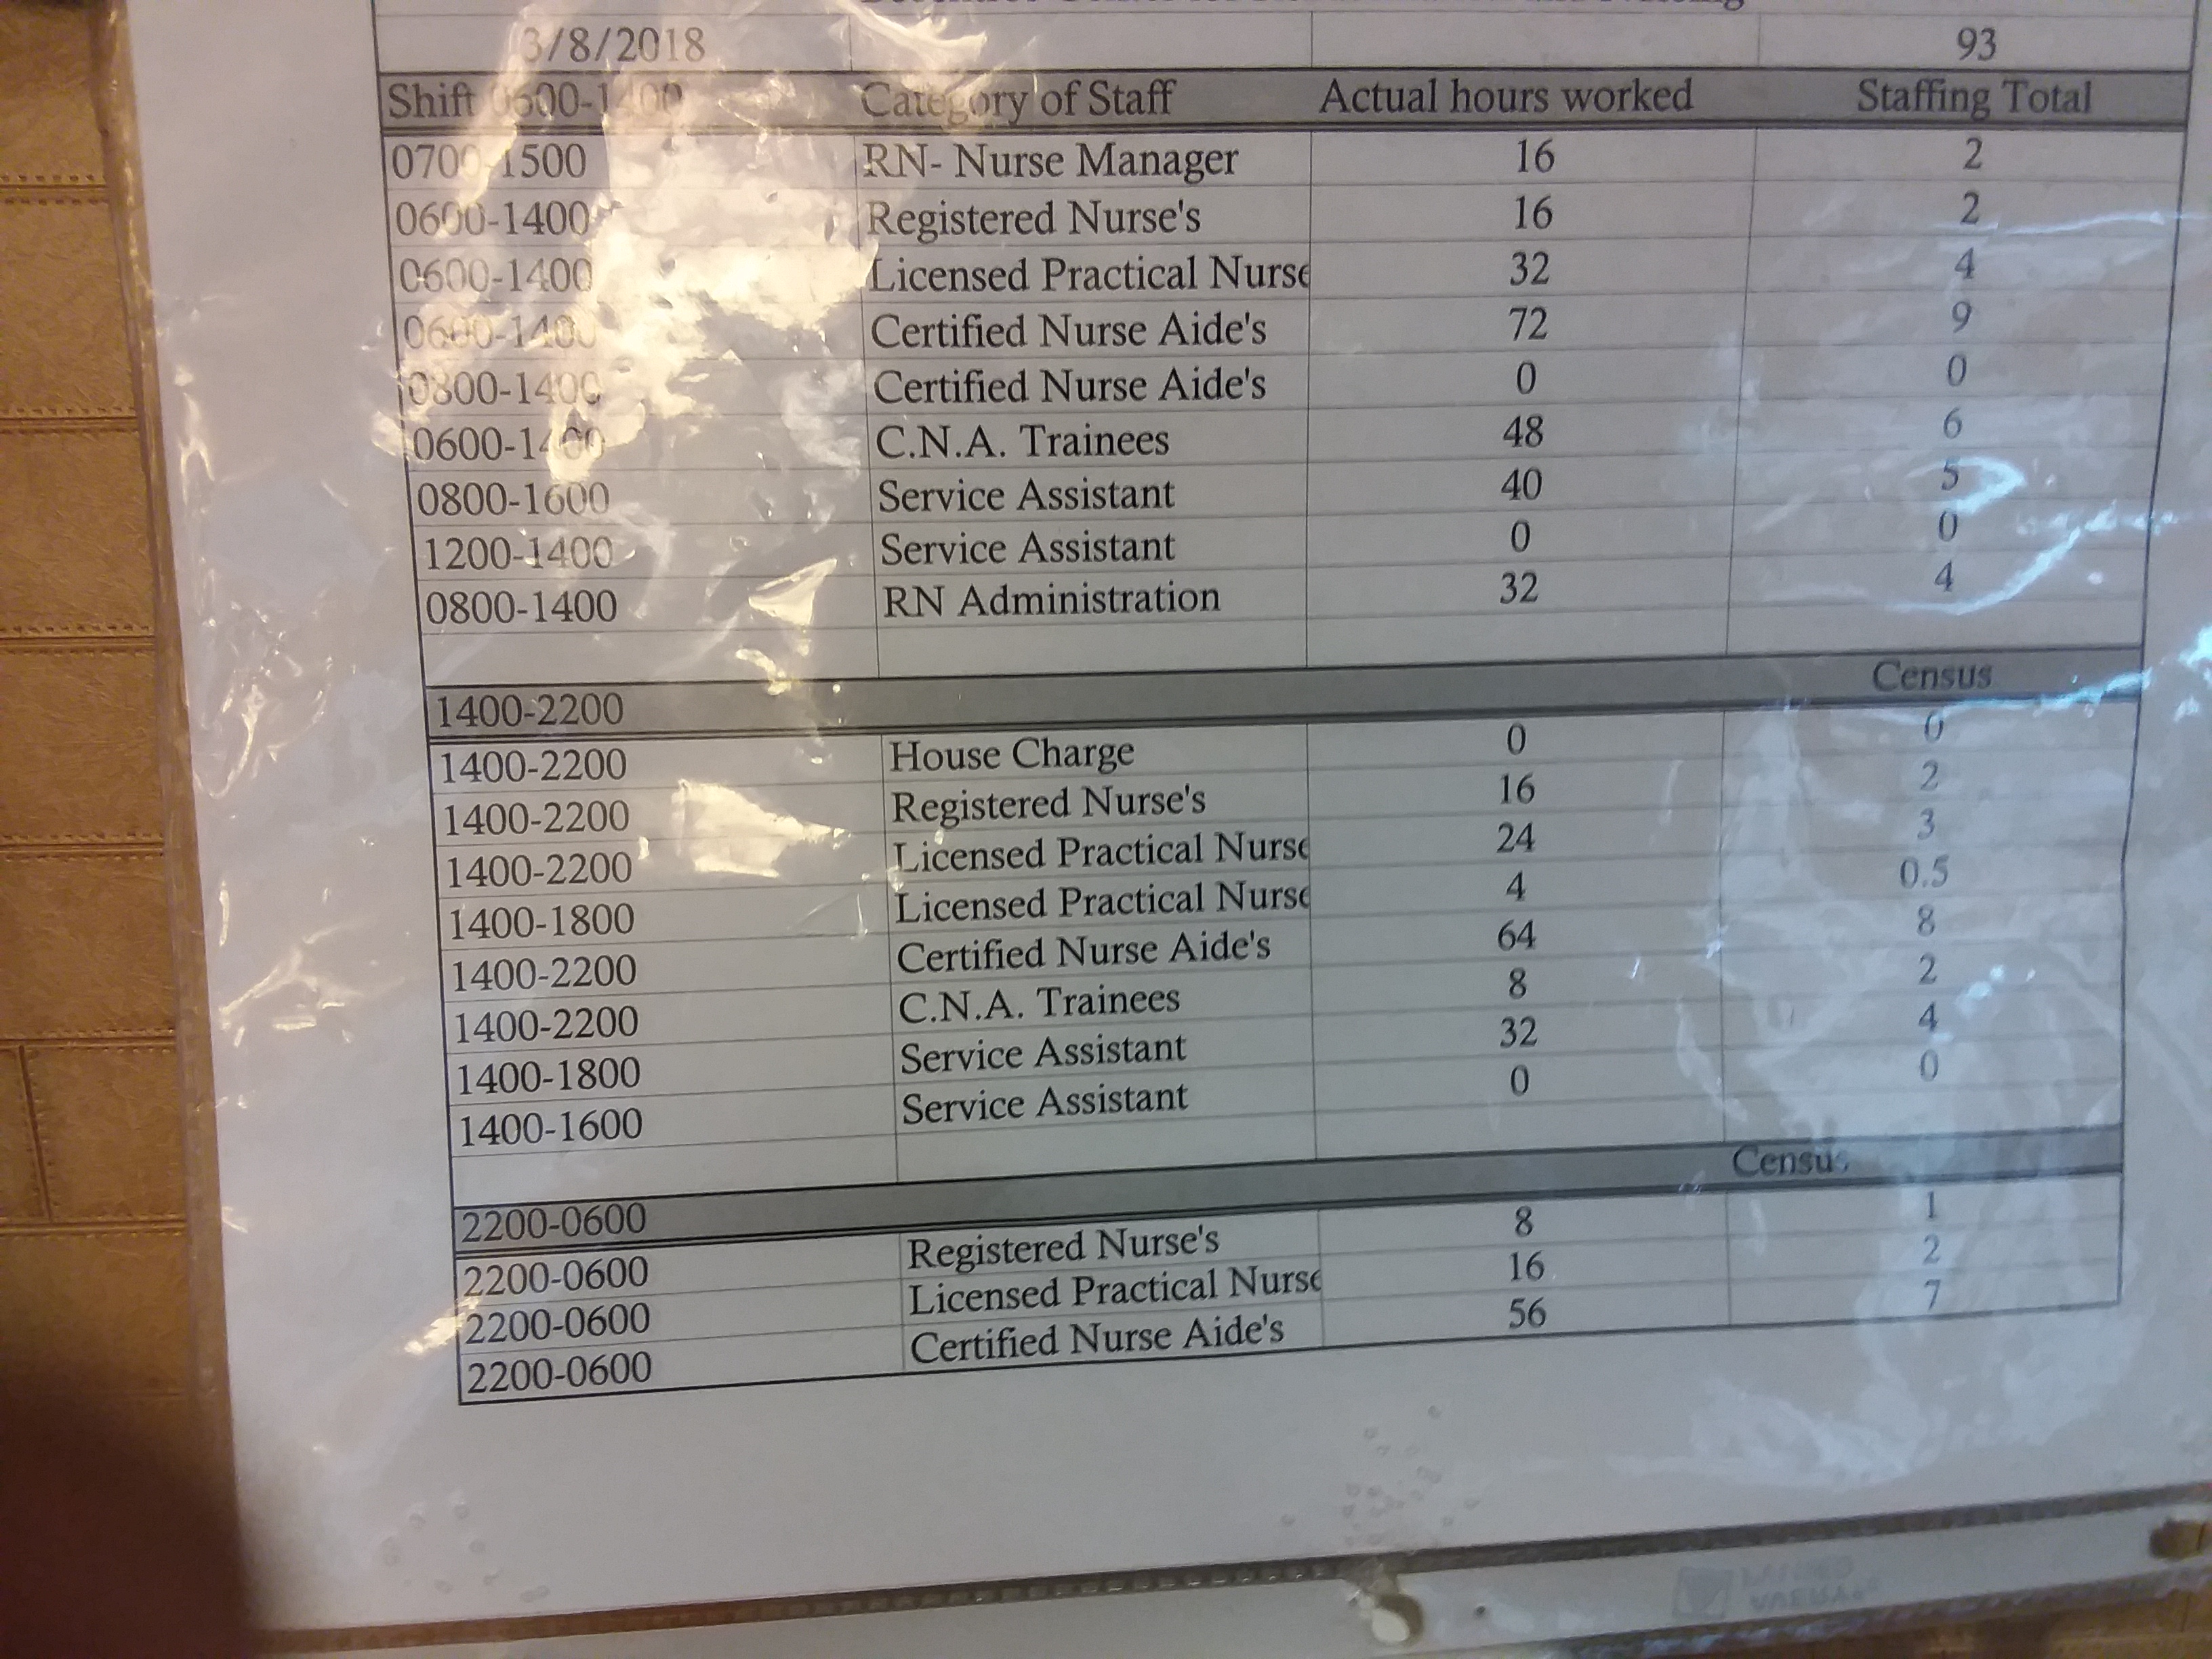 3/8/2018 93
Shift 0600-1400 Category of Staff Actual hours worked Staffing Total
0700-1500 RN- Nurse Manager 16 2
0600-1400 Registered Nurse's 16 2
0600-1400 Licensed Practical Nurse 32 4
0600-1400 Certified Nurse Aide's 72 9
0800-1400 Certified Nurse Aide's 0 0
0600-1400 C.N.A. Trainees 48 6
0800-1600 Service Assistant 40 5
1200-1400 Service Assistant 0 0
0800-1400 RN Administration 32 4
1400-2200 Census
1400-2200 House Charge 0 0
1400-2200 Registered Nurse's 16 2
1400-2200 Licensed Practical Nurse 24 3
1400-1800 Licensed Practical Nurse 4 0.5
1400-2200 Certified Nurse Aide's 64 8
1400-2200 C.N.A. Trainees 8 2
1400-1800 Service Assistant 32 4
1400-1600 Service Assistant 0 0
2200-0600 Census
2200-0600 Registered Nurse's 8 1
2200-0600 Licensed Practical Nurse 16 2
2200-0600 Certified Nurse Aide's 56 7